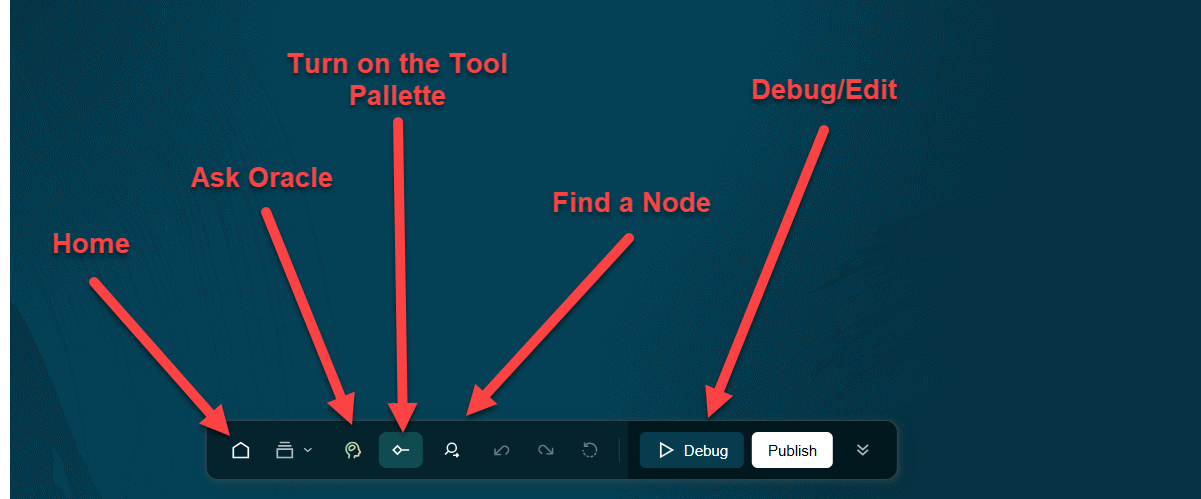 Turn on the Tool
Pallette
Debug/Edit
Ask Oracle
Find a Node
Home
Debug
Publish